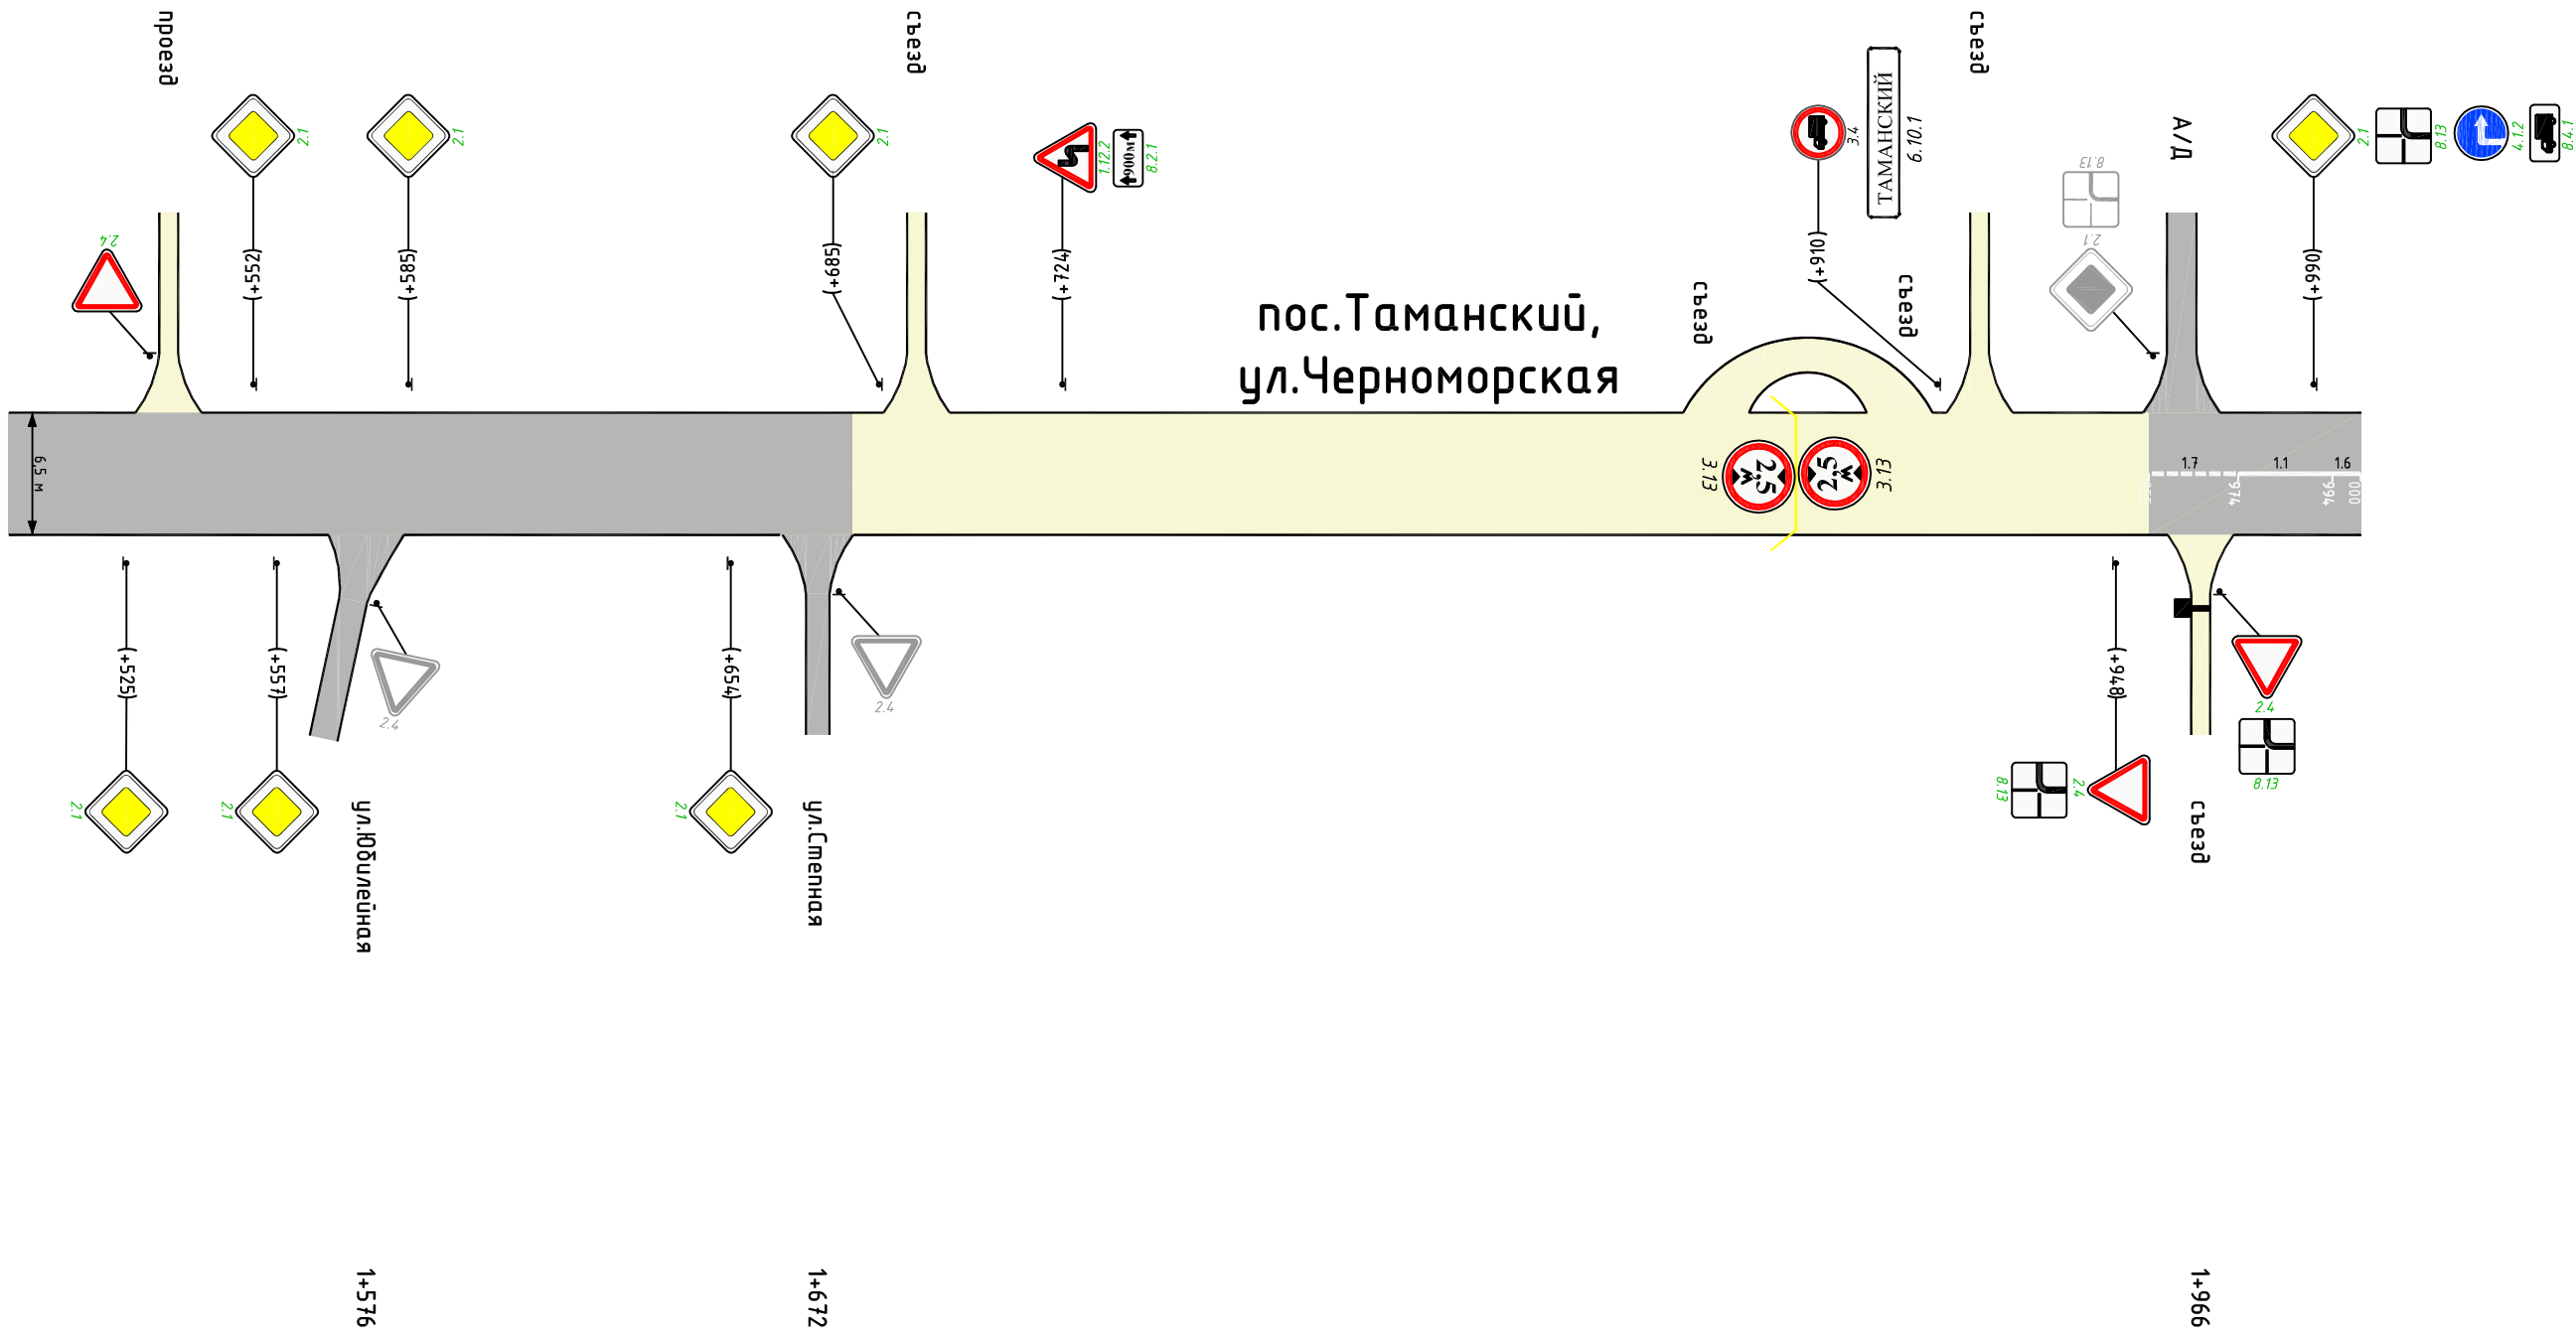 проезд
съезд
съезд
2.1
2.1
2.1
1.12.2
900м
8.2.1
3.4
ТАМАНСКИЙ
6.10.1
А/Д
8.13
2.1
2.1
8.13
4.1.2
8.4.1
2.4
(+552)
(+585)
(+689)
(+724)
(+910)
(+990)
пос.Таманский,
ул.Черноморская
съезд
съезд
6,5 м
3.13
2,5
м
2,5
м
3.13
1.7
1.1
1.6
974
994
000
(+525)
(+557)
(+654)
(+948)
2.4
2.4
2.4
8.13
2.1
2.1
2.1
8.13
2.4
ул.Юбилейная
ул.Степная
съезд
1+576
1+672
1+966